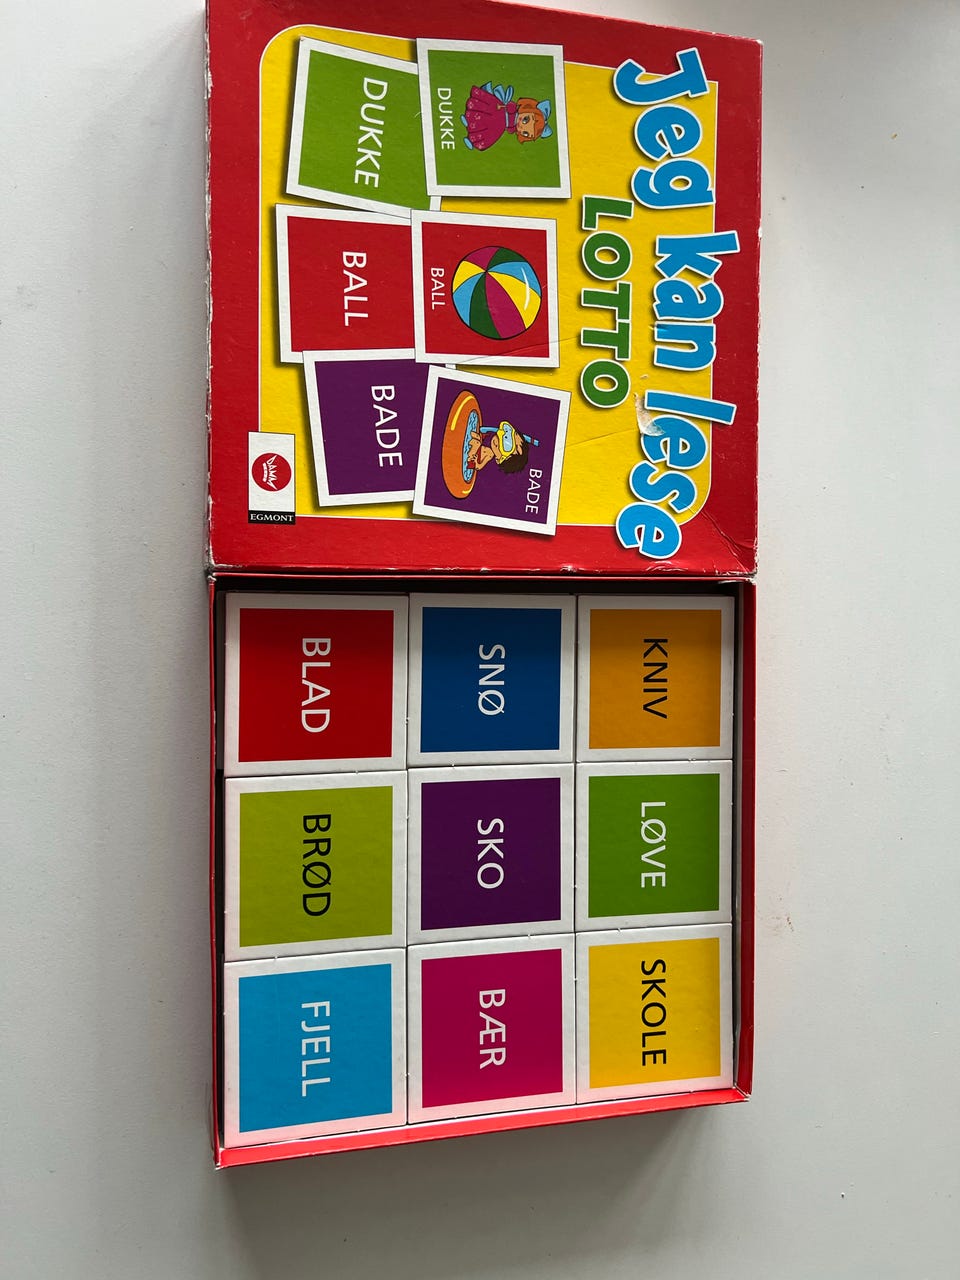 Jeg kan lese
LOTTO
DUKKE
BALL
BADE
DUKKE
BALL
BADE
DAMM
EGMONT
KNIV
LØVE
SKOLE
SNØ
SKO
BÆR
BLAD
BRØD
FJELL